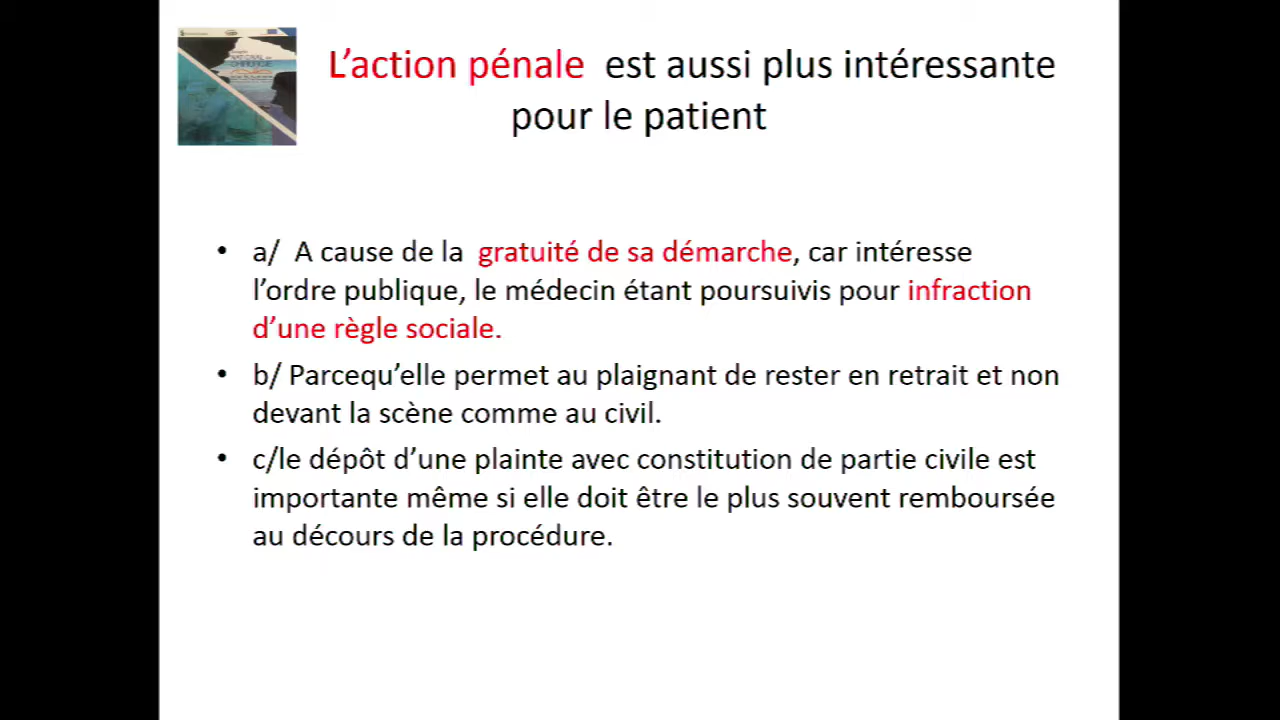 L’action pénale est aussi plus intéressante
pour le patient
• a/ A cause de la gratuité de sa démarche, car intéresse
l’ordre publique, le médecin étant poursuivis pour infraction
d’une règle sociale.
• b/ Parcequ’elle permet au plaignant de rester en retrait et non
devant la scène comme au civil.
• c/le dépôt d’une plainte avec constitution de partie civile est
importante même si elle doit être le plus souvent remboursée
au décours de la procédure.